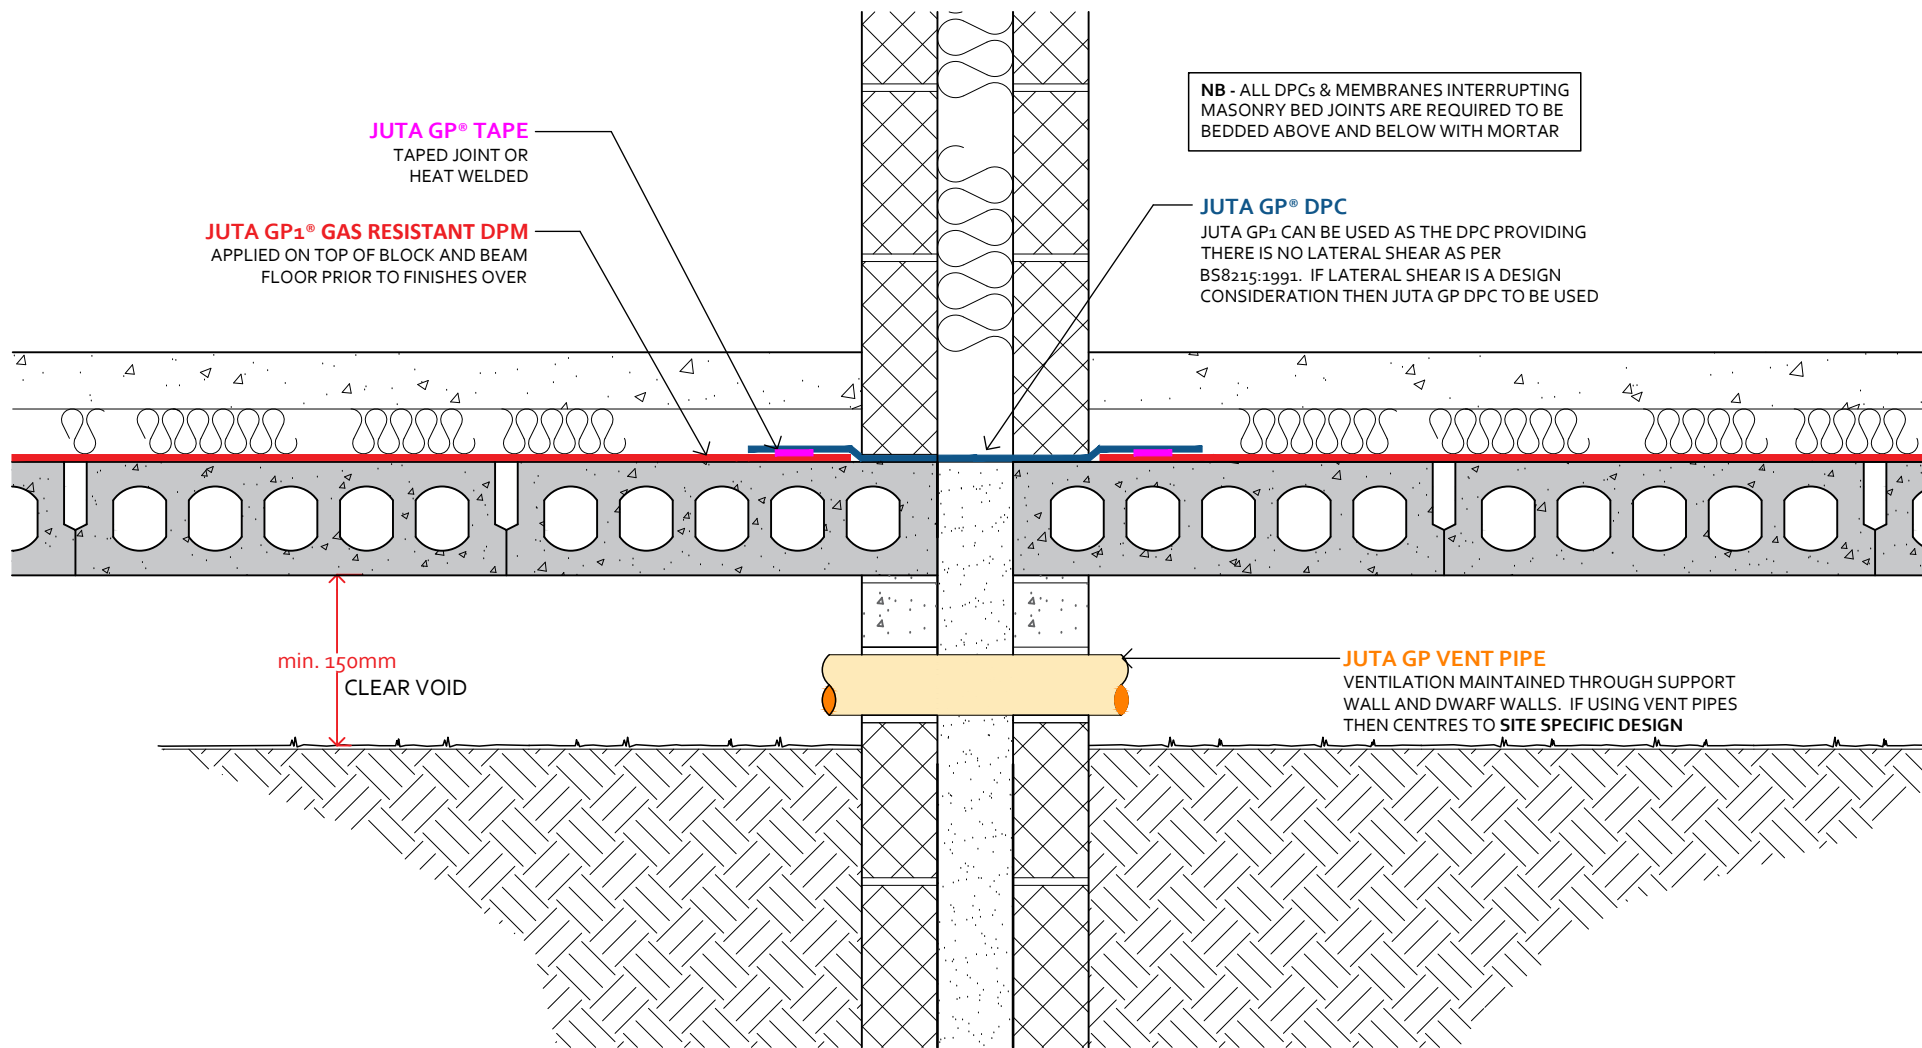 JUTA GP® TAPE
TAPED JOINT OR
HEAT WELDED
JUTA GP1® GAS RESISTANT DPM
APPLIED ON TOP OF BLOCK AND BEAM
FLOOR PRIOR TO FINISHES OVER
NB - ALL DPCs & MEMBRANES INTERRUPTING
MASONRY BED JOINTS ARE REQUIRED TO BE
BEDDED ABOVE AND BELOW WITH MORTAR
JUTA GP® DPC
JUTA GP1 CAN BE USED AS THE DPC PROVIDING
THERE IS NO LATERAL SHEAR AS PER
BS8215:1991. IF LATERAL SHEAR IS A DESIGN
CONSIDERATION THEN JUTA GP DPC TO BE USED
min. 150mm
CLEAR VOID
JUTA GP VENT PIPE
VENTILATION MAINTAINED THROUGH SUPPORT
WALL AND DWARF WALLS. IF USING VENT PIPES
THEN CENTRES TO SITE SPECIFIC DESIGN